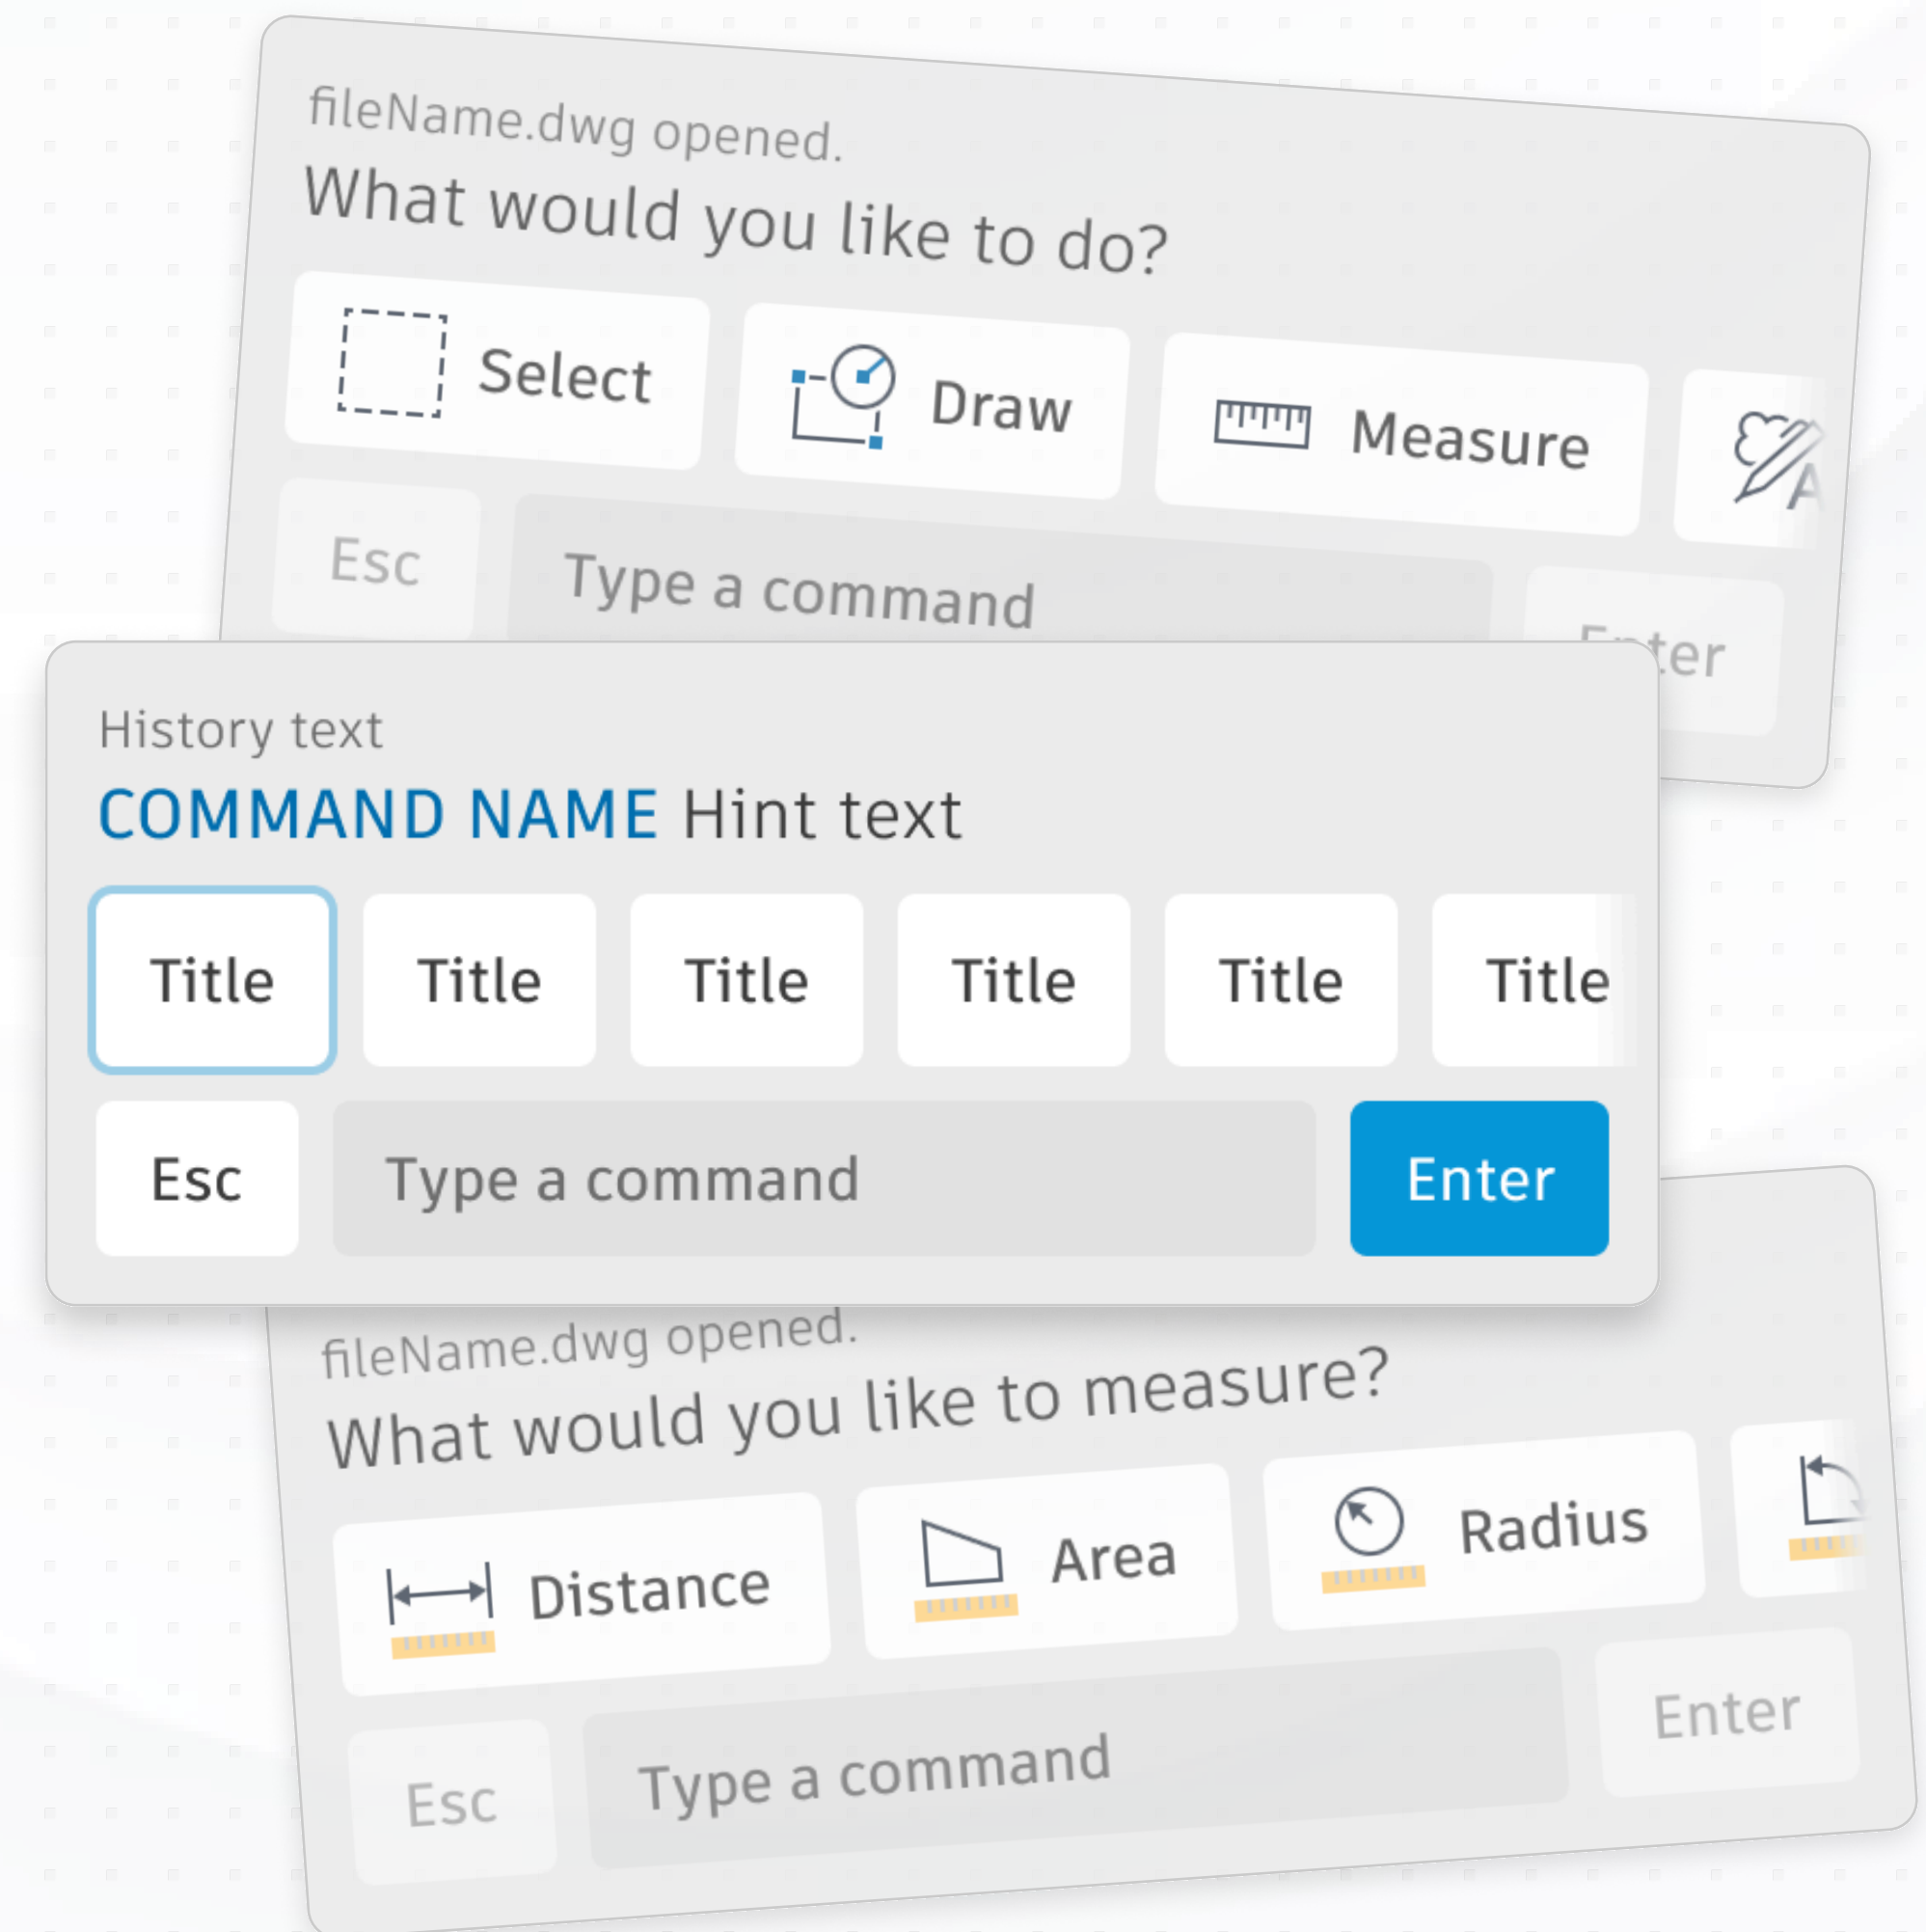 fileName.dwg opened.
What would you like to do?
Select Draw Measure A
Esc Type a command Enter
History text
COMMAND NAME Hint text
Title Title Title Title Title Title
Esc Type a command Enter
fileName.dwg opened.
What would you like to measure?
Distance Area Radius
Esc Type a command Enter